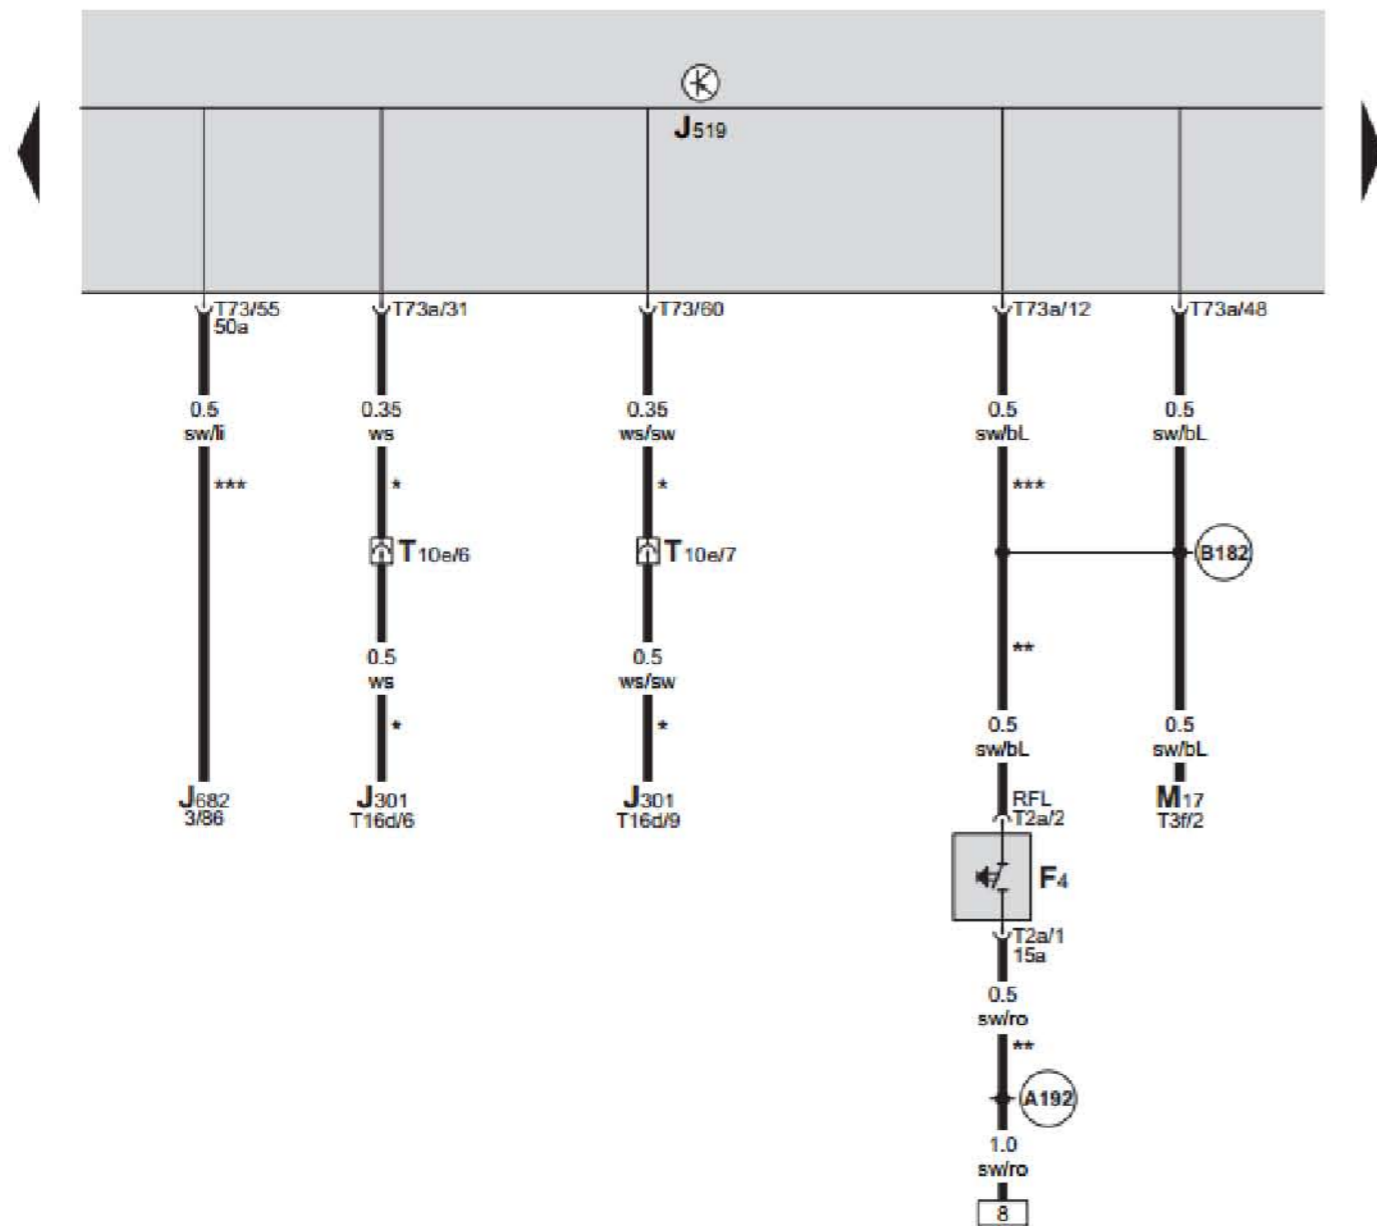 J519
T73/55 T73a/31 T73/60 T73a/12 T73a/48
50a
0.5 0.35 0.35 0.5 0.5
sw/li ws ws/sw sw/bL sw/bL
*** * * ***
T10e/6 T10e/7 B182
**
0.5 0.5
ws ws/sw
* *
0.5 0.5
sw/bL sw/bL
J682 J301 J301 RFL M17
3/86 T16d/6 T16d/9 T2a/2 T3f/2
F4
T2a/1
15a
0.5
sw/ro
**
A192
1.0
sw/ro
8